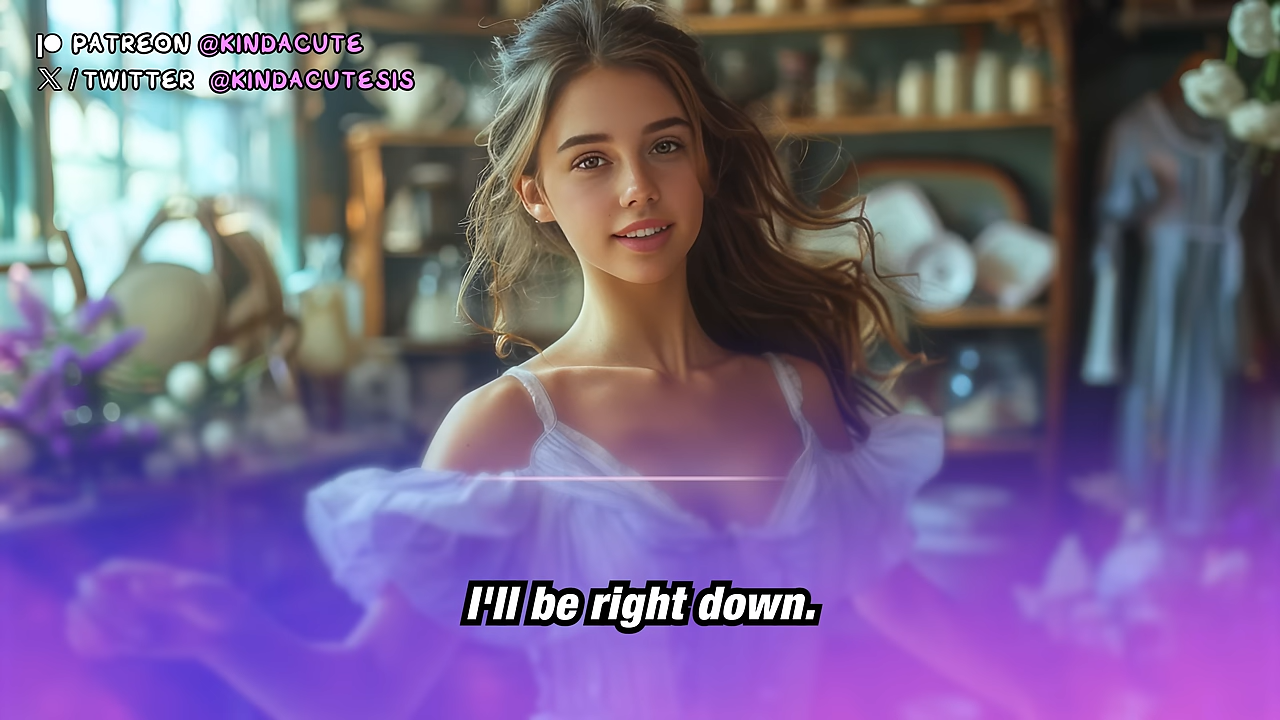 PATREON @KINDACUTE
X / TWITTER @KINDACUTESIS
I'll be right down.